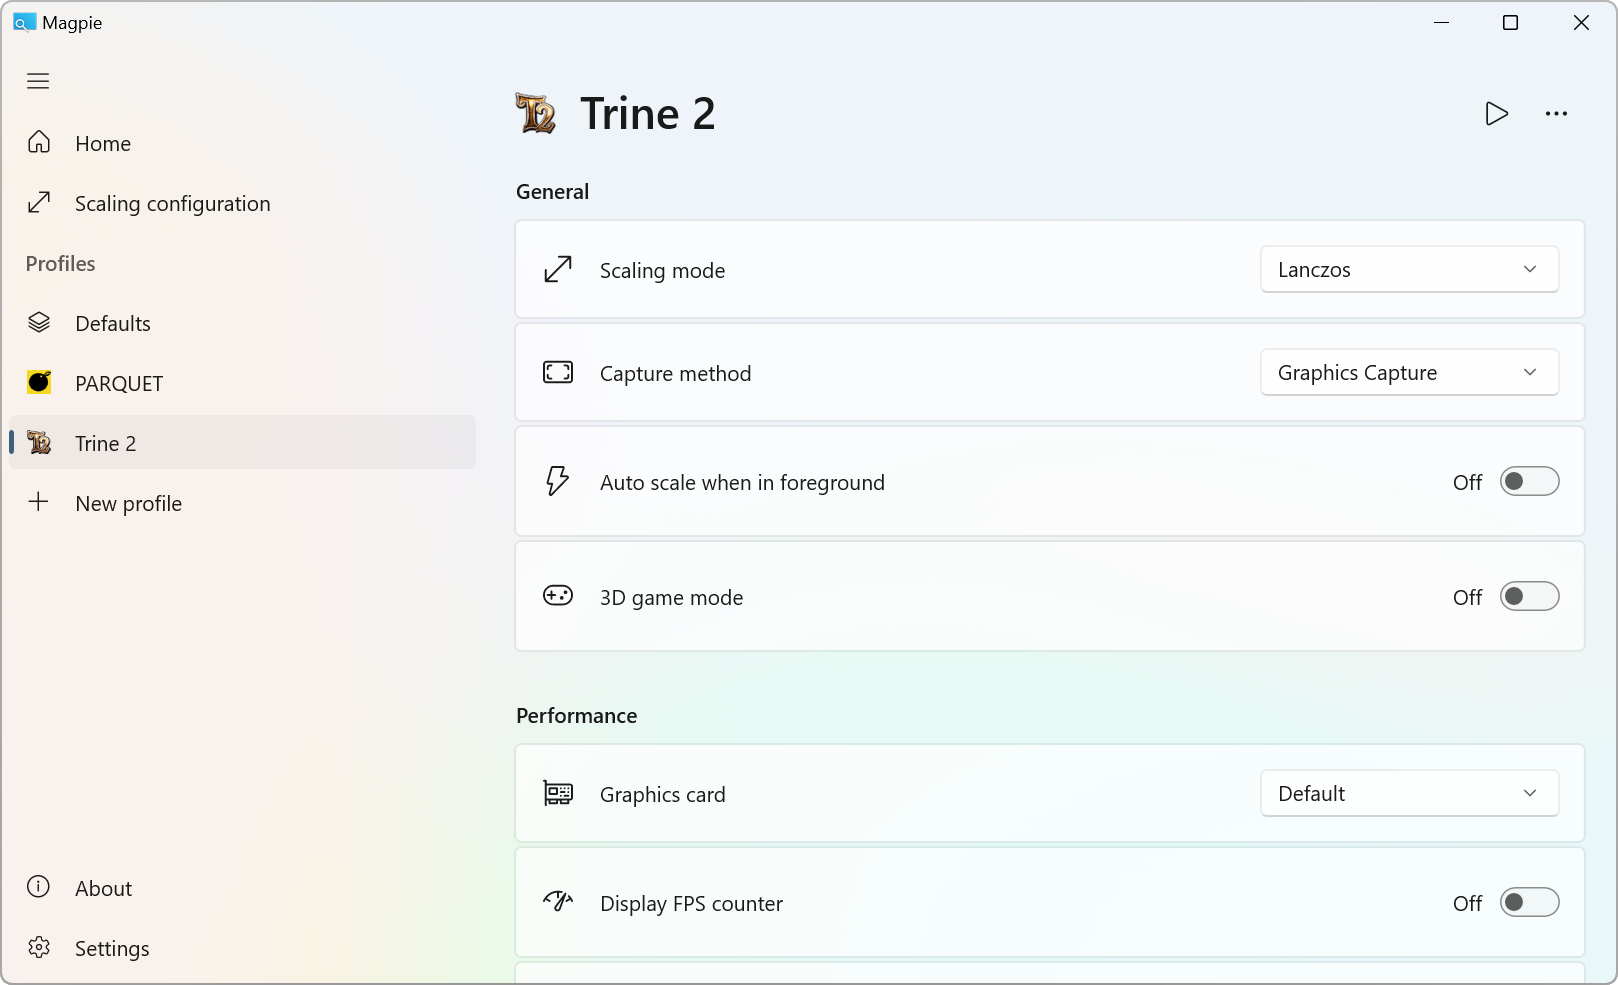 Magpie
Home
Scaling configuration
Profiles
Defaults
PARQUET
Trine 2
New profile
About
Settings
T2 Trine 2
General
Scaling mode Lanczos
Capture method Graphics Capture
Auto scale when in foreground Off
3D game mode Off
Performance
Graphics card Default
Display FPS counter Off